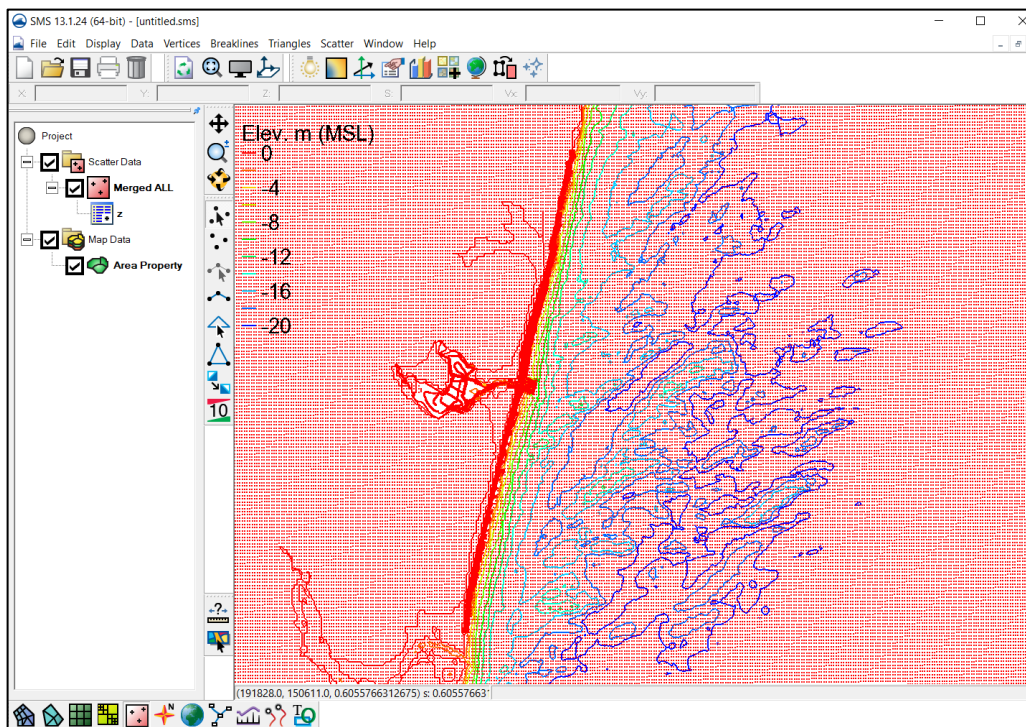 SMS 13.1.24 (64-bit) - [untitled.sms]
File Edit Display Data Vertices Breaklines Triangles Scatter Window Help
X: Y: Z: S: Vx: Vy:
Project
Scatter Data
Merged ALL
z
Map Data
Area Property
10
?
Elev. m (MSL)
0
-4
-8
-12
-16
-20
(191828.0, 150611.0, 0.6055766312675) s: 0.60557663
N
TQ